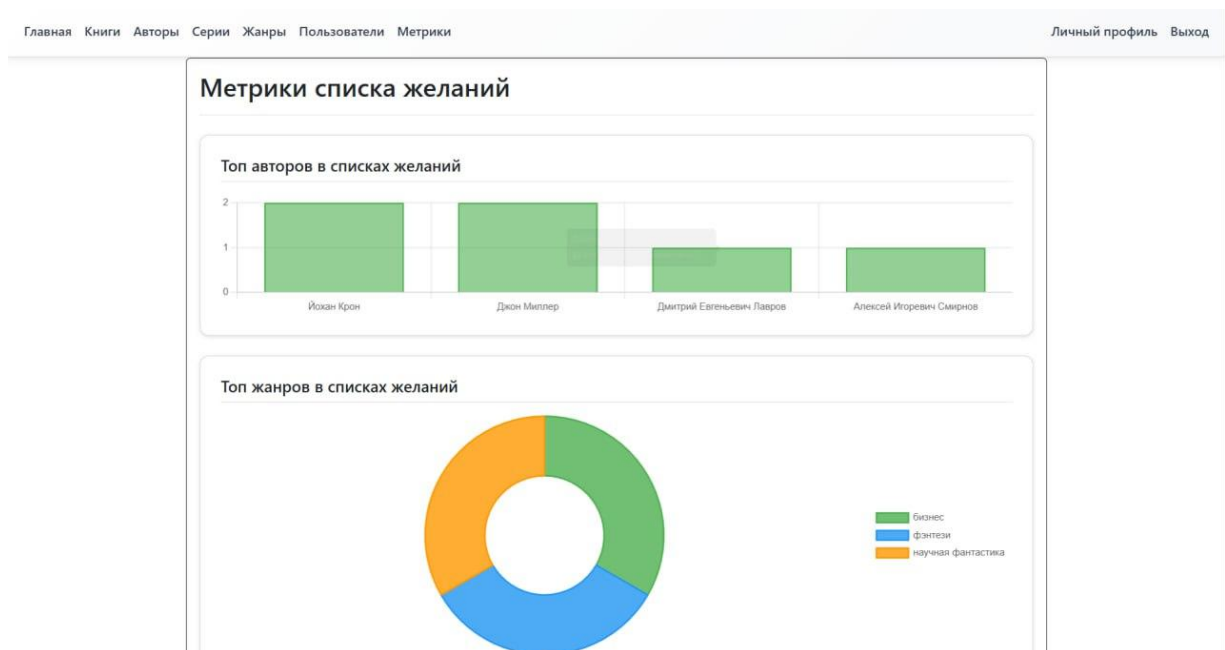 Главная Книги Авторы Серии Жанры Пользователи Метрики Личный профиль Выход
Метрики списка желаний
Топ авторов в списках желаний
2
1
0
Йохан Крон Джон Миллер Дмитрий Евгеньевич Лавров Алексей Игоревич Смирнов
Топ жанров в списках желаний
бизнес
фэнтези
научная фантастика